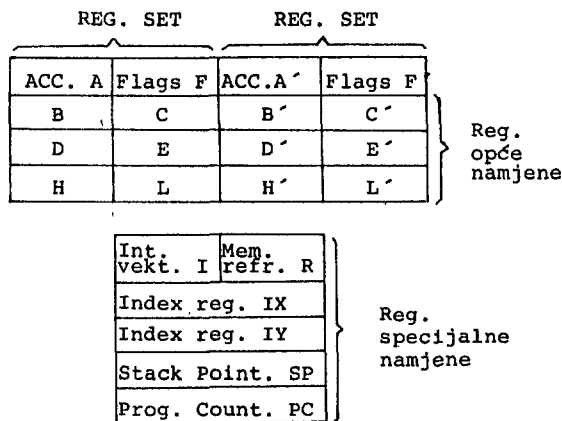 REG. SET REG. SET
ACC. A Flags F ACC.A´ Flags F´
B C B´ C´
D E D´ E´
H L H´ L´
Reg.
opće
namjene
Int.
vekt. I
Mem.
refr. R
Index reg. IX
Index reg. IY
Stack Point. SP
Prog. Count. PC
Reg.
specijalne
namjene